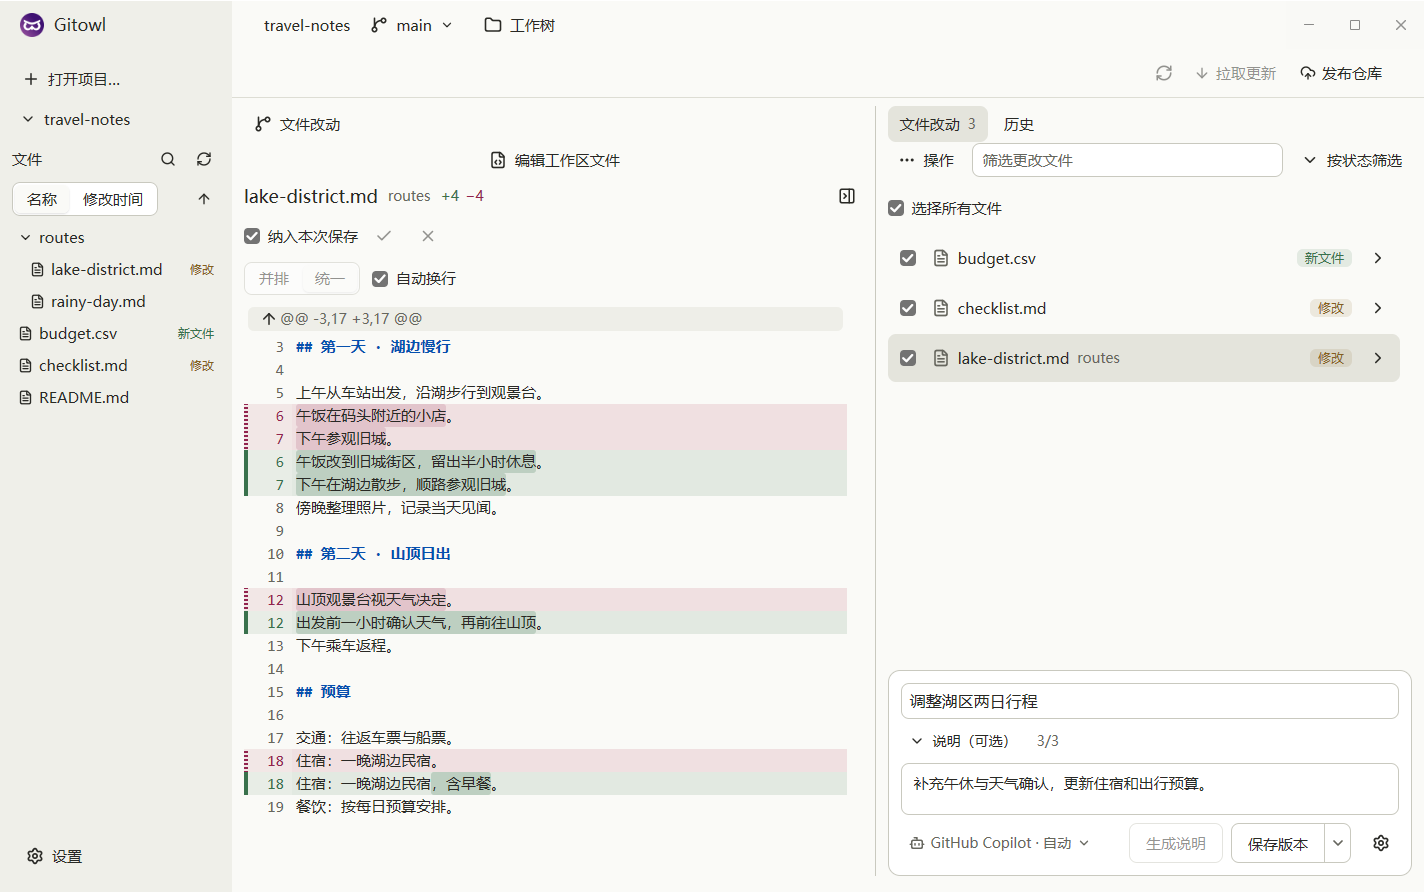 Gitowl
travel-notes
main
工作树
打开项目...
拉取更新
发布仓库
travel-notes
文件
名称
修改时间
routes
lake-district.md 修改
rainy-day.md
budget.csv 新文件
checklist.md 修改
README.md
设置
文件改动
编辑工作区文件
lake-district.md routes +4 −4
纳入本次保存
并排 统一 自动换行
@@ -3,17 +3,17 @@
3 ## 第一天 · 湖边慢行
4
5 上午从车站出发，沿湖步行到观景台。
6 午饭在码头附近的小店。
7 下午参观旧城。
6 午饭改到旧城街区，留出半小时休息。
7 下午在湖边散步，顺路参观旧城。
8 傍晚整理照片，记录当天见闻。
9
10 ## 第二天 · 山顶日出
11
12 山顶观景台视天气决定。
12 出发前一小时确认天气，再前往山顶。
13 下午乘车返程。
14
15 ## 预算
16
17 交通：往返车票与船票。
18 住宿：一晚湖边民宿。
18 住宿：一晚湖边民宿，含早餐。
19 餐饮：按每日预算安排。
文件改动 3 历史
操作 筛选更改文件 按状态筛选
选择所有文件
budget.csv 新文件
checklist.md 修改
lake-district.md routes 修改
调整湖区两日行程
说明（可选） 3/3
补充午休与天气确认，更新住宿和出行预算。
GitHub Copilot · 自动 生成说明 保存版本